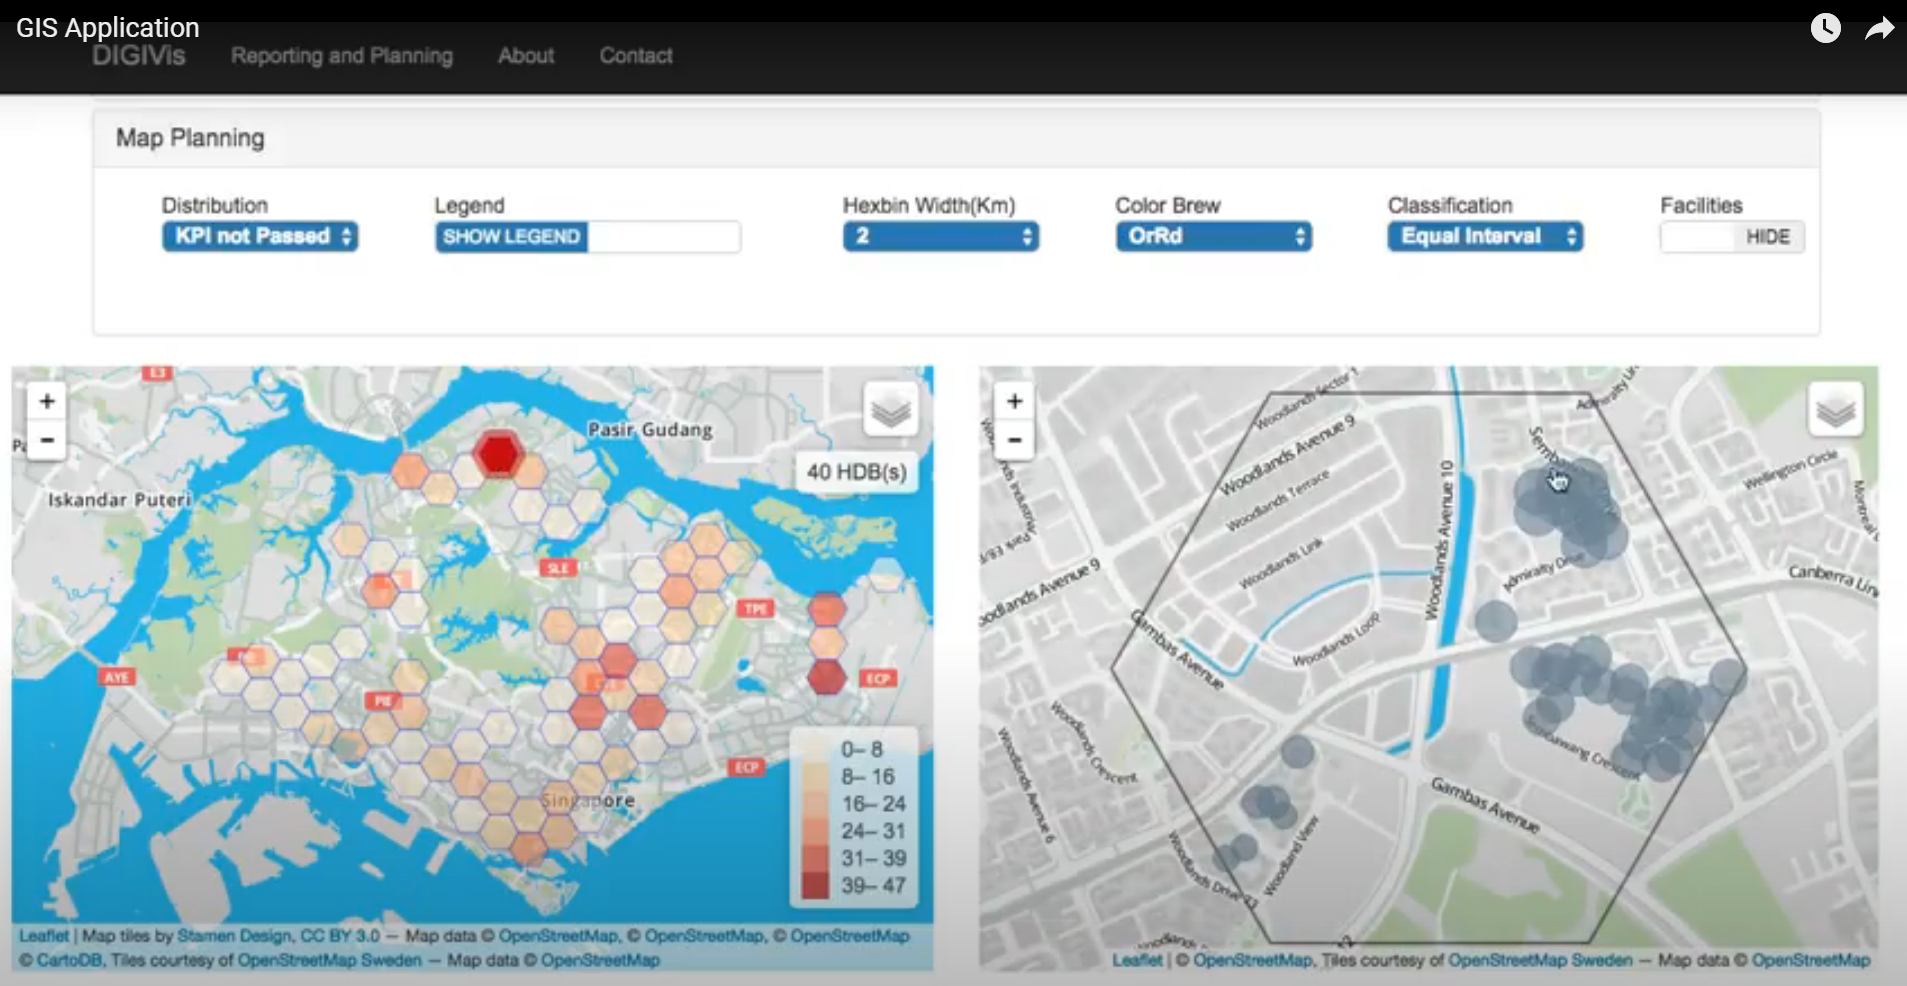 GIS Application
DIGIVis
Reporting and Planning
About
Contact
Map Planning
Distribution
KPI not Passed
Legend
SHOW LEGEND
Hexbin Width(Km)
2
Color Brew
OrRd
Classification
Equal Interval
Facilities
HIDE
+
−
E3
Pasir Gudang
40 HDB(s)
Iskandar Puteri
SLE
TPE
AYE
ECP
PIE
ECP
Singapore
0– 8
8– 16
16– 24
24– 31
31– 39
39– 47
Leaflet | Map tiles by Stamen Design, CC BY 3.0 — Map data © OpenStreetMap, © OpenStreetMap, © OpenStreetMap
© CartoDB, Tiles courtesy of OpenStreetMap Sweden — Map data © OpenStreetMap
+
−
Woodlands Sector 1
Woodlands Avenue 9
Woodlands Terrace
Woodlands Link
Woodlands Avenue 10
Wellington Circle
Admiralty Drive
Canberra Lin
oodlands Avenue 9
Gambas Avenue
Woodlands Loop
Woodlands Crescent
Woodlands Avenue 6
Sembawang Crescent
Gambas Avenue
Woodland View
Woodlands Drive 73
12
Leaflet | © OpenStreetMap, Tiles courtesy of OpenStreetMap Sweden — Map data © OpenStreetMap